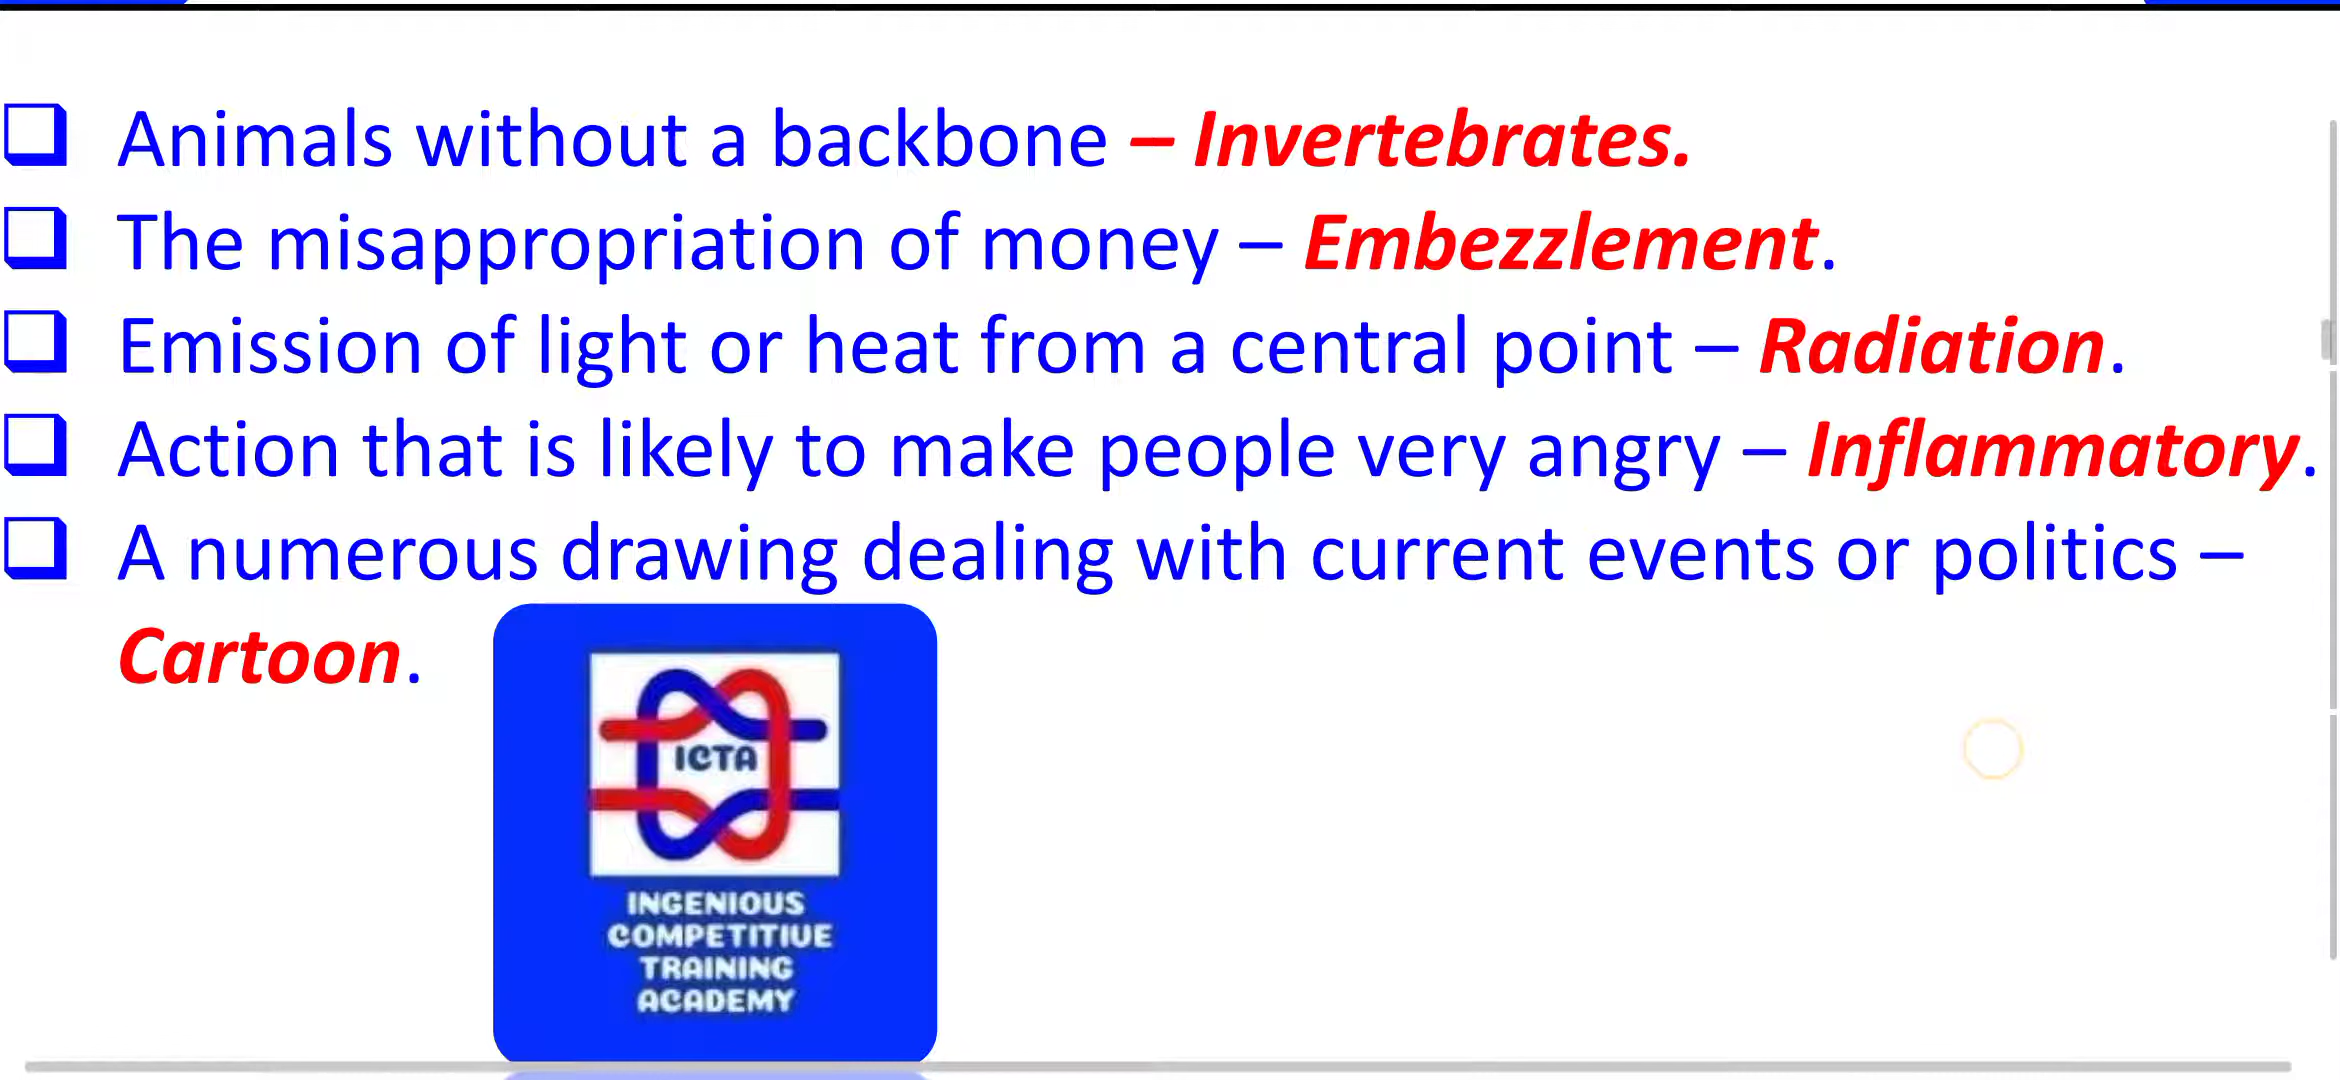 ❑ Animals without a backbone – Invertebrates.
❑ The misappropriation of money – Embezzlement.
❑ Emission of light or heat from a central point – Radiation.
❑ Action that is likely to make people very angry – Inflammatory.
❑ A numerous drawing dealing with current events or politics –
Cartoon.
ICTA
INGENIOUS
COMPETITIVE
TRAINING
ACADEMY